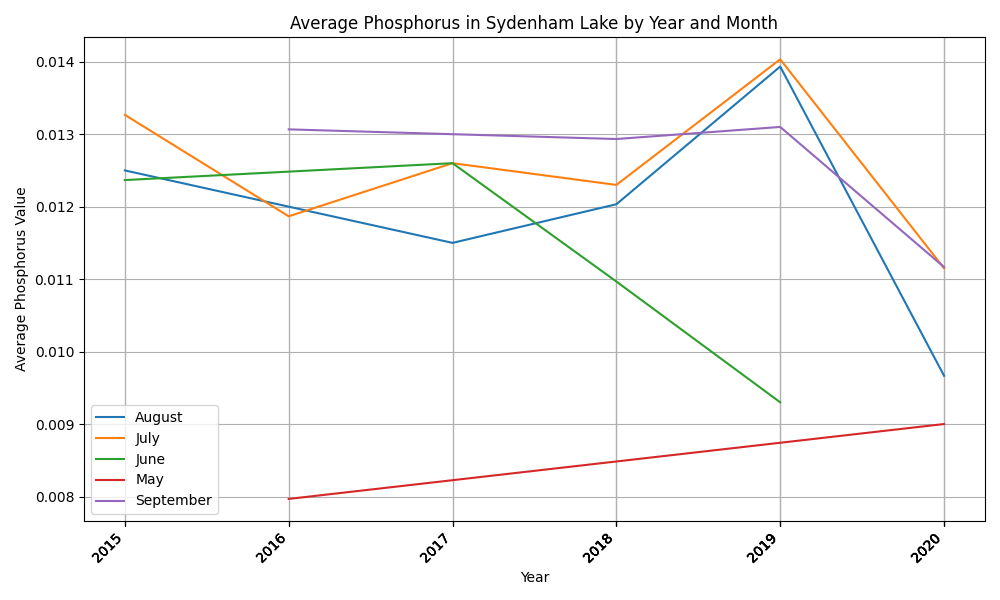 Average Phosphorus in Sydenham Lake by Year and Month
Average Phosphorus Value
0.014
0.013
0.012
0.011
0.010
0.009
0.008
August
July
June
May
September
2015
2016
2017
2018
2019
2020
Year